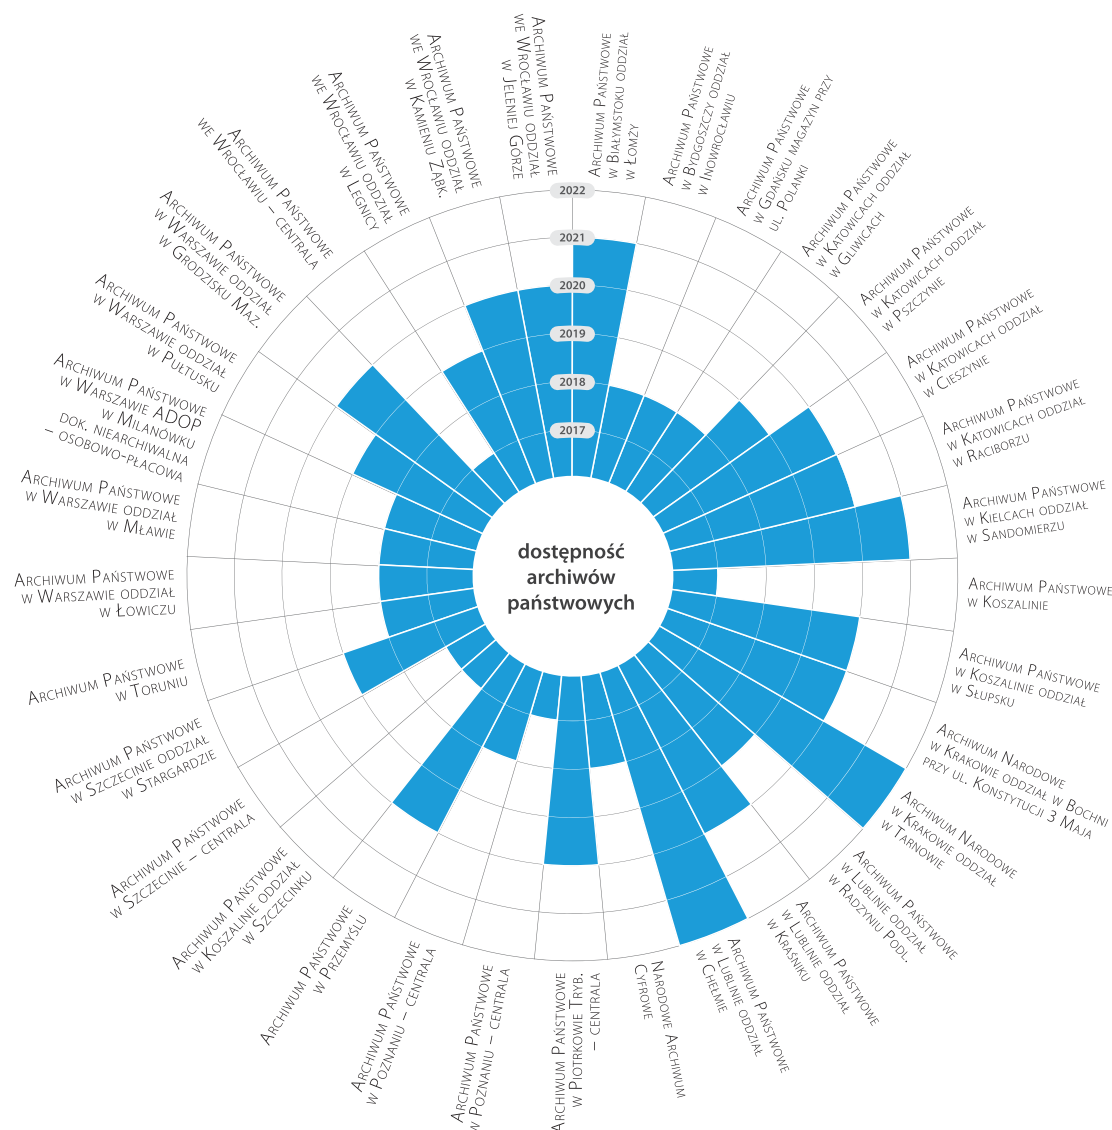 Archiwum Państwowe
w Białymstoku oddział
w Łomzy
Archiwum Państwowe
w Bydgoszczy oddział
w Inowrocławiu
Archiwum Państwowe
w Gdańsku magazyn przy
ul. Polanki
Archiwum Państwowe
w Katowicach oddział
w Gliwicach
Archiwum Państwowe
w Katowicach oddział
w Pszczynie
Archiwum Państwowe
w Katowicach oddział
w Cieszynie
Archiwum Państwowe
w Katowicach oddział
w Raciborzu
Archiwum Państwowe
w Kielcach oddział
w Sandomierzu
Archiwum Państwowe
w Koszalinie
Archiwum Państwowe
w Koszalinie oddział
w Słupsku
Archiwum Narodowe
w Krakowie oddział w Bochni
przy ul. Konstytucji 3 Maja
Archiwum Narodowe
w Krakowie oddział
w Tarnowie
Archiwum Państwowe
w Lublinie oddział
w Radzyniu Podl.
Archiwum Państwowe
w Lublinie oddział
w Kraśniku
Archiwum Państwowe
w Lublinie oddział
w Chełmie
Narodowe Archiwum
Cyfrowe
Archiwum Państwowe
w Piotrkowie Tryb.
– centrala
Archiwum Państwowe
w Poznaniu – centrala
Archiwum Państwowe
w Poznaniu – centrala
Archiwum Państwowe
w Przemyślu
Archiwum Państwowe
w Koszalinie oddział
w Szczecinku
Archiwum Państwowe
w Szczecinie – centrala
Archiwum Państwowe
w Szczecinie oddział
w Stargardzie
Archiwum Państwowe
w Toruniu
Archiwum Państwowe
w Warszawie oddział
w Łowiczu
Archiwum Państwowe
w Warszawie oddział
w Mławie
Archiwum Państwowe
w Warszawie ADOP
w Milanówku
dok. niearchiwalna
– osobowo-płacowa
Archiwum Państwowe
w Warszawie oddział
w Pułtusku
Archiwum Państwowe
w Warszawie oddział
w Grodzisku Maz.
Archiwum Państwowe
we Wrocławiu – centrala
Archiwum Państwowe
we Wrocławiu oddział
w Legnicy
Archiwum Państwowe
we Wrocławiu oddział
w Kamieniu Ząbk.
Archiwum Państwowe
we Wrocławiu oddział
w Jeleniej Górze
2022
2021
2020
2019
2018
2017
dostępność
archiwów
państwowych